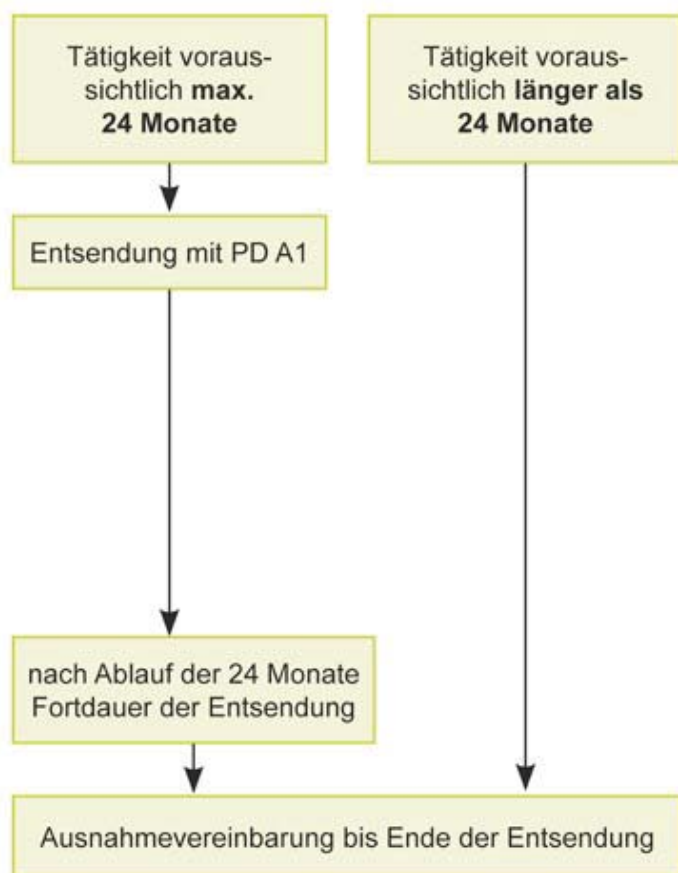 Tätigkeit voraus-
sichtlich max.
24 Monate
Tätigkeit voraus-
sichtlich länger als
24 Monate
Entsendung mit PD A1
nach Ablauf der 24 Monate
Fortdauer der Entsendung
Ausnahmevereinbarung bis Ende der Entsendung